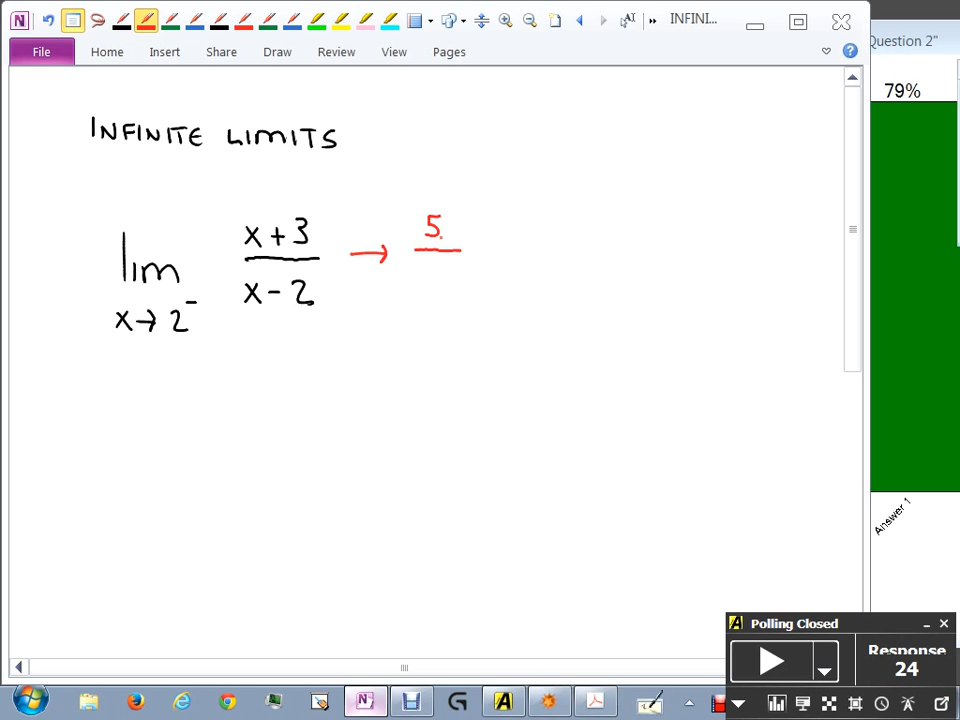 INFINI...
Question 2"
File Home Insert Share Draw Review View Pages
79%
INFINITE LIMITS
lim x+3 / x-2 → 5
x→2⁻
Answer 1
Polling Closed
Response
24